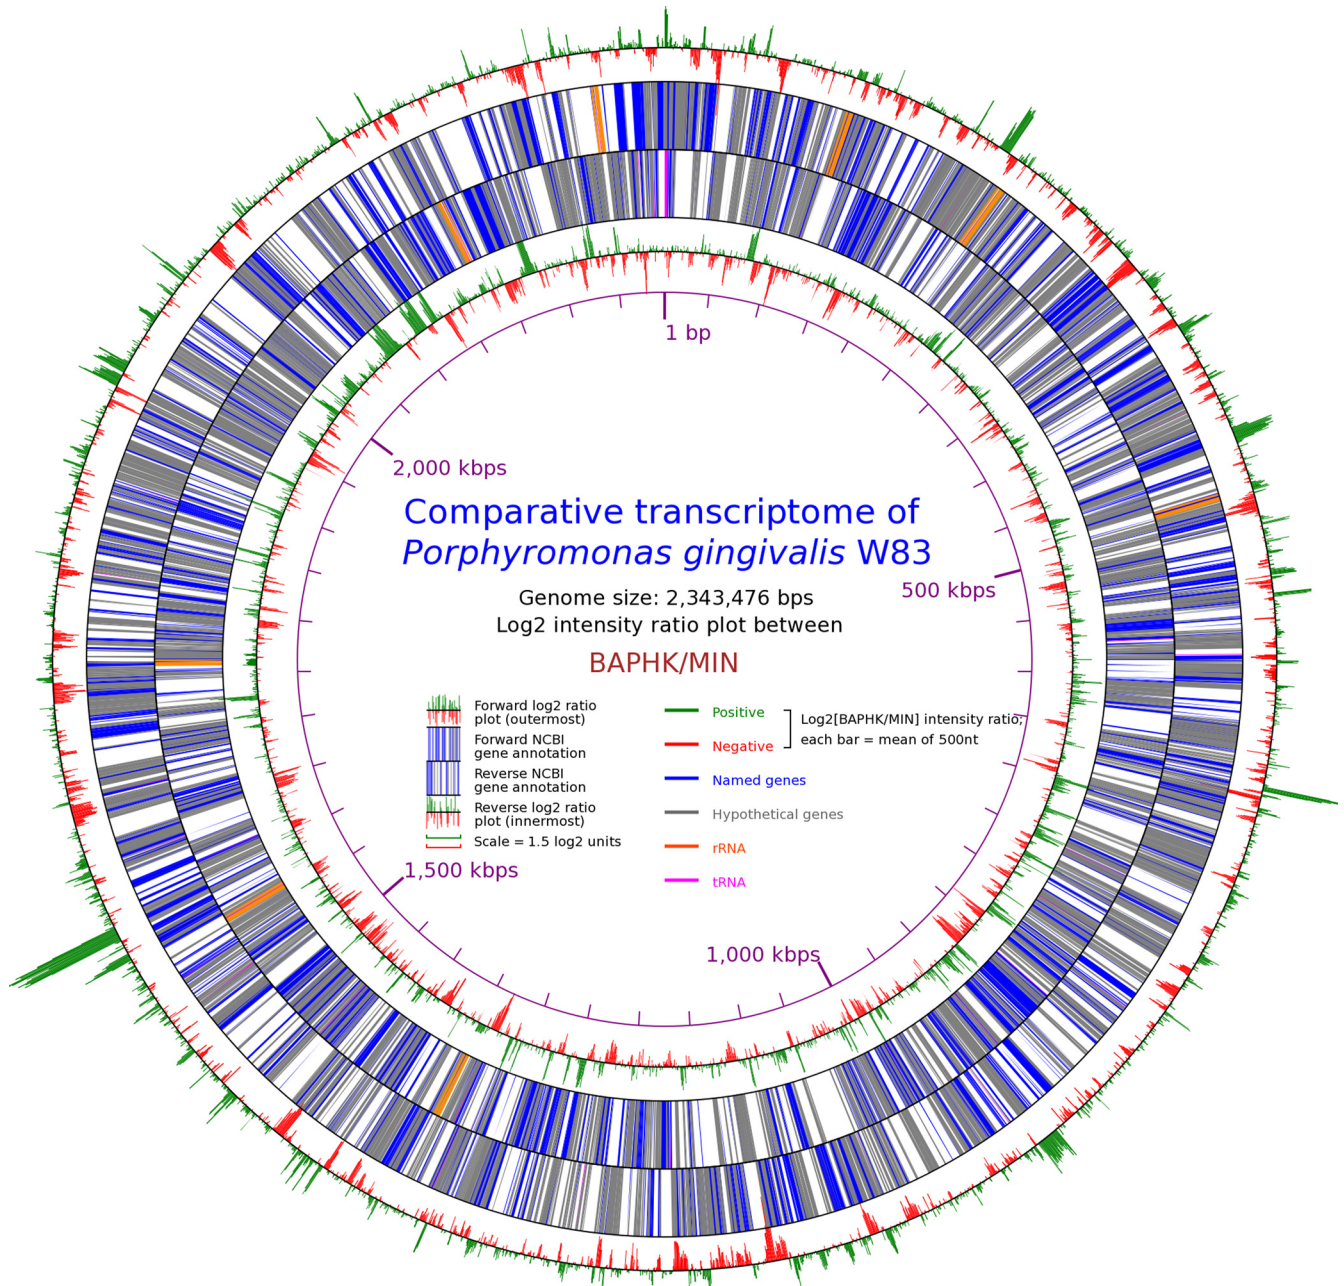 1 bp
2,000 kbps
Comparative transcriptome of
Porphyromonas gingivalis W83
500 kbps
Genome size: 2,343,476 bps
Log2 intensity ratio plot between
BAPHK/MIN
Forward log2 ratio
plot (outermost)
Forward NCBI
gene annotation
Reverse NCBI
gene annotation
Reverse log2 ratio
plot (innermost)
Scale = 1.5 log2 units
Positive
Negative
Log2[BAPHK/MIN] intensity ratio;
each bar = mean of 500nt
Named genes
Hypothetical genes
rRNA
tRNA
1,500 kbps
1,000 kbps